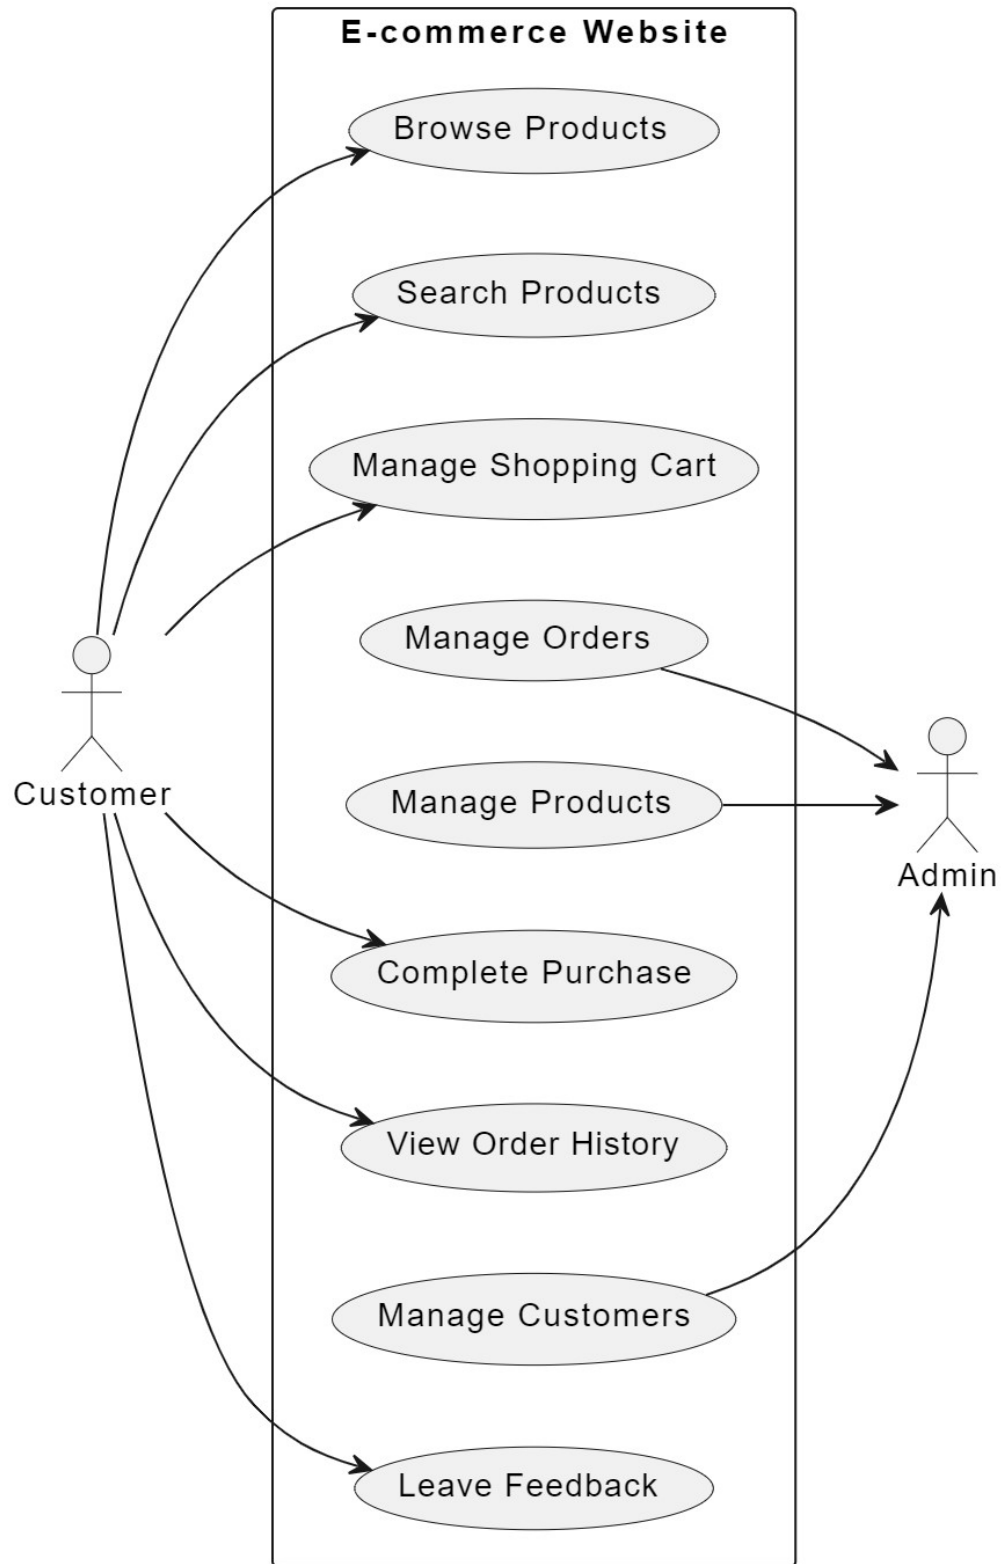 E-commerce Website
Browse Products
Search Products
Manage Shopping Cart
Manage Orders
Manage Products
Customer
Admin
Complete Purchase
View Order History
Manage Customers
Leave Feedback